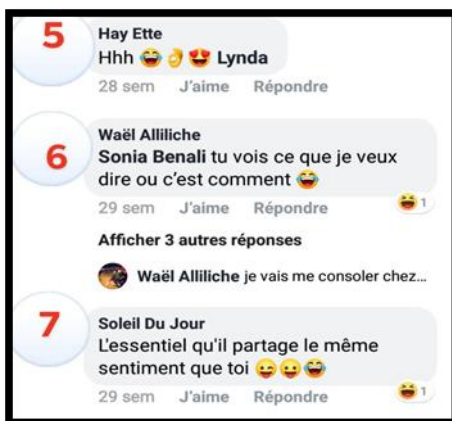 5
Hay Ette
Hhh 😂👌😍 Lynda
28 sem J'aime Répondre
6
Waël Alliliche
Sonia Benali tu vois ce que je veux
dire ou c'est comment 😂
29 sem J'aime Répondre 😆 1
Afficher 3 autres réponses
Waël Alliliche je vais me consoler chez...
7
Soleil Du Jour
L'essentiel qu'il partage le même
sentiment que toi 😜😛😂
29 sem J'aime Répondre 😆 1